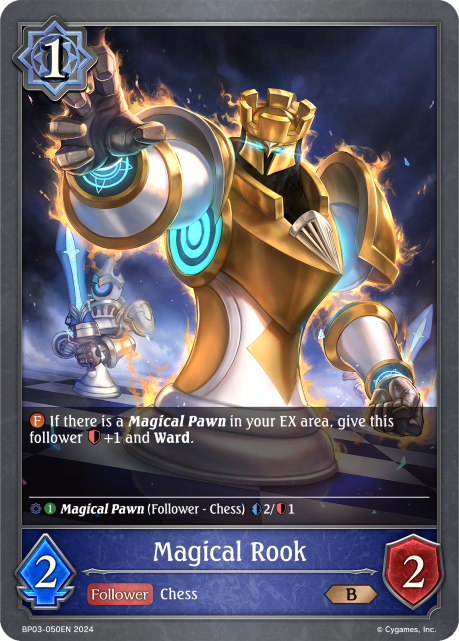 1
F If there is a Magical Pawn in your EX area, give this
follower +1 and Ward.
1 Magical Pawn (Follower - Chess) 2/1
Magical Rook
2
Follower Chess
B
2
BP03-050EN 2024
© Cygames, Inc.